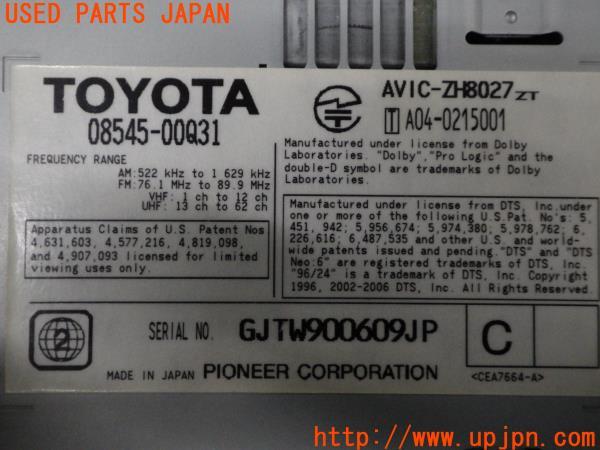 USED PARTS JAPAN
TOYOTA
08545-00Q31
FREQUENCY RANGE
AM: 522 kHz to 1 629 kHz
FM: 76.1 MHz to 89.9 MHz
VHF: 1 ch to 12 ch
UHF: 13 ch to 62 ch
Apparatus Claims of U.S. Patent Nos
4,631,603, 4,577,216, 4,819,098,
and 4,907,093 licensed for limited
viewing uses only.
AVIC-ZH8027 ZT
T A04-0215001
Manufactured under license from Dolby
Laboratories. "Dolby", "Pro Logic" and the
double-D symbol are trademarks of Dolby
Laboratories.
Manufactured under license from DTS, Inc.under
one or more of the following U.S.Pat. No's: 5,
451, 942; 5,956,674; 5,974,380; 5,978,762; 6
,226,616; 6,487,535 and other U.S. and world-
wide patents issued and pending."DTS" and "DTS
Neo:6" are registered trademarks of DTS, Inc.
"96/24" is a trademark of DTS, Inc. Copyright
1996, 2002-2006 DTS, Inc. All Rights Reserved.
2
SERIAL NO. GJTW900609JP
C
MADE IN JAPAN PIONEER CORPORATION
<CEA7664-A>
http://www.upjpn.com/